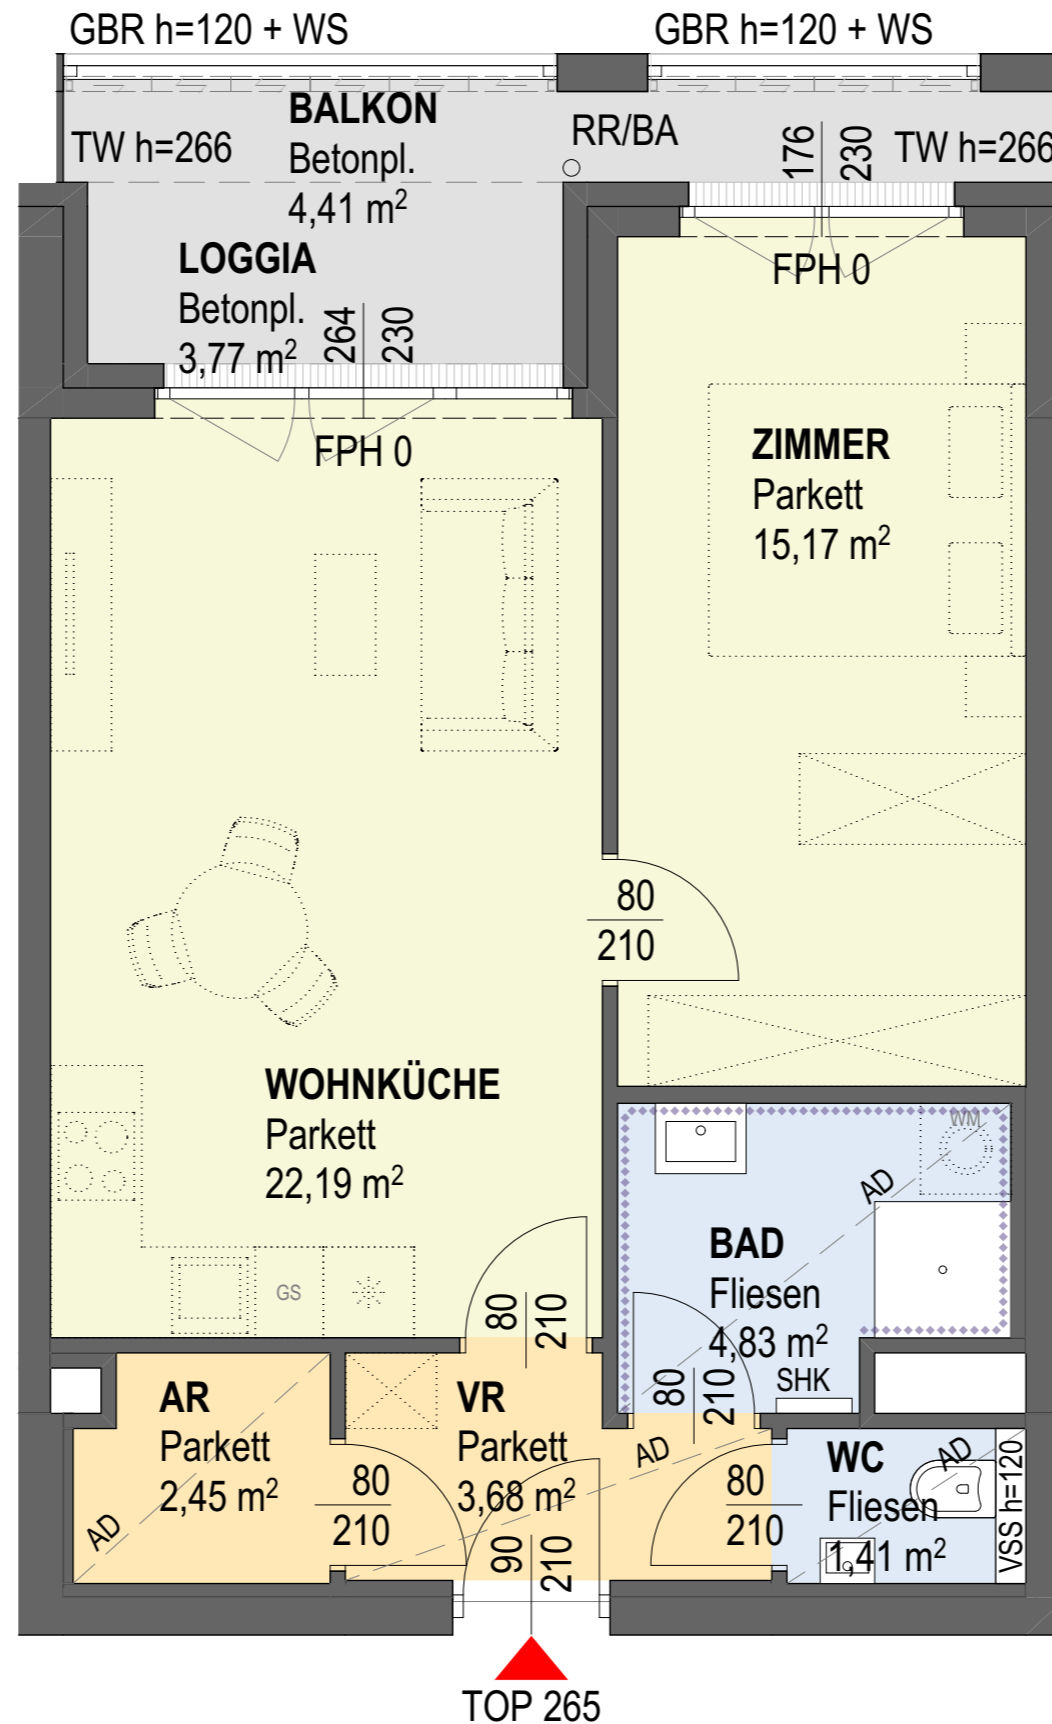 GBR h=120 + WS
GBR h=120 + WS
BALKON
Betonpl.
4,41 m²
TW h=266
RR/BA
176
230
TW h=266
LOGGIA
Betonpl.
3,77 m²
264
230
FPH 0
FPH 0
ZIMMER
Parkett
15,17 m²
80
210
WOHNKÜCHE
Parkett
22,19 m²
GS
80
210
WM
AD
BAD
Fliesen
4,83 m²
SHK
80
210
AR
Parkett
2,45 m²
AD
80
210
VR
Parkett
3,68 m²
AD
90
210
80
210
WC
Fliesen
1,41 m²
AD
VSS h=120
TOP 265